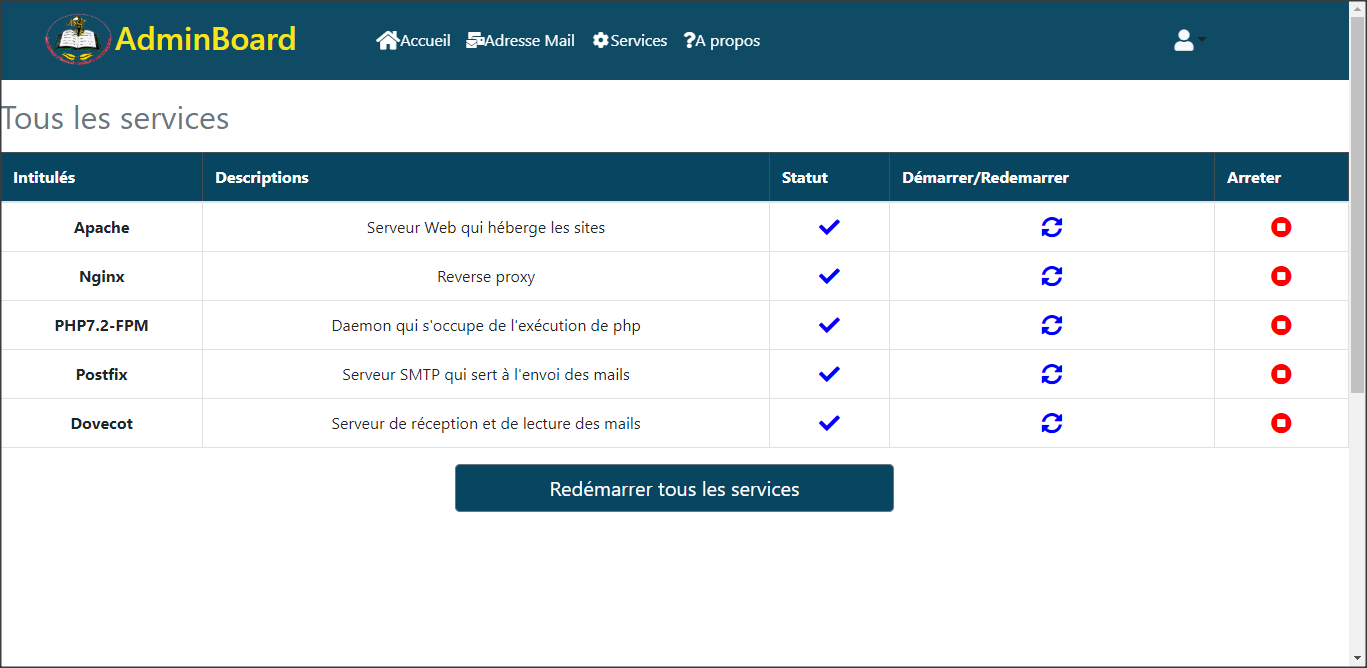 AdminBoard Accueil Adresse Mail Services ?A propos
Tous les services
Intitulés Descriptions Statut Démarrer/Redemarrer Arreter
Apache Serveur Web qui héberge les sites
Nginx Reverse proxy
PHP7.2-FPM Daemon qui s'occupe de l'exécution de php
Postfix Serveur SMTP qui sert à l'envoi des mails
Dovecot Serveur de réception et de lecture des mails
Redémarrer tous les services